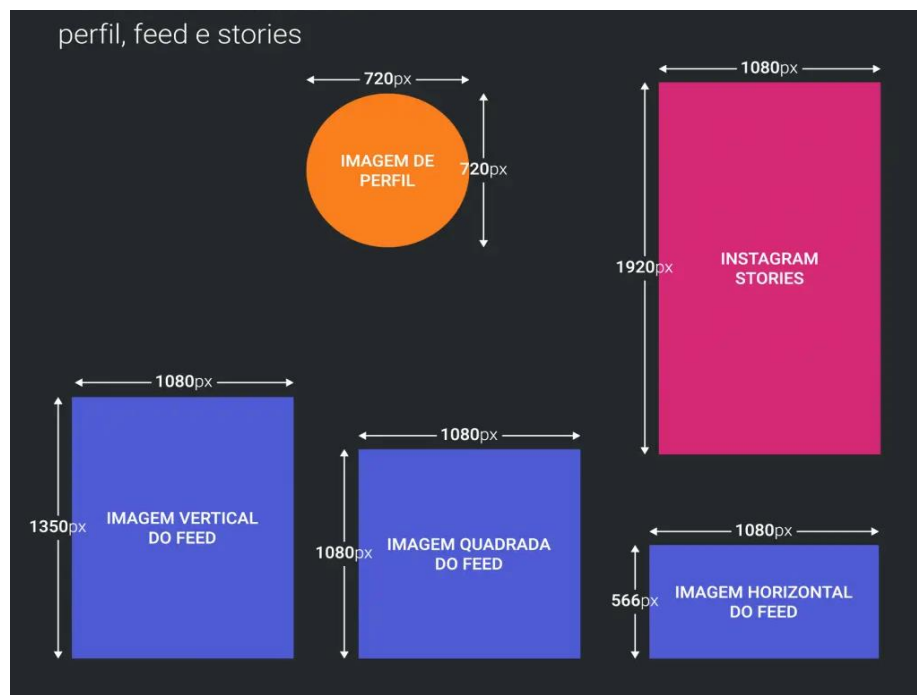 perfil, feed e stories
720px
IMAGEM DE
PERFIL
720px
1080px
1920px
INSTAGRAM
STORIES
1080px
1350px
IMAGEM VERTICAL
DO FEED
1080px
1080px
IMAGEM QUADRADA
DO FEED
1080px
566px
IMAGEM HORIZONTAL
DO FEED